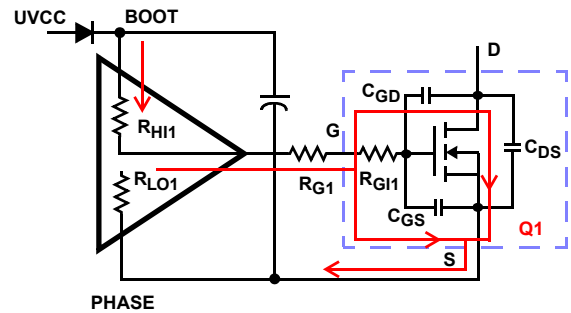 UVCC
BOOT
D
CGD
RHI1
G
CDS
RLO1
RG1
RGI1
CGS
Q1
S
PHASE